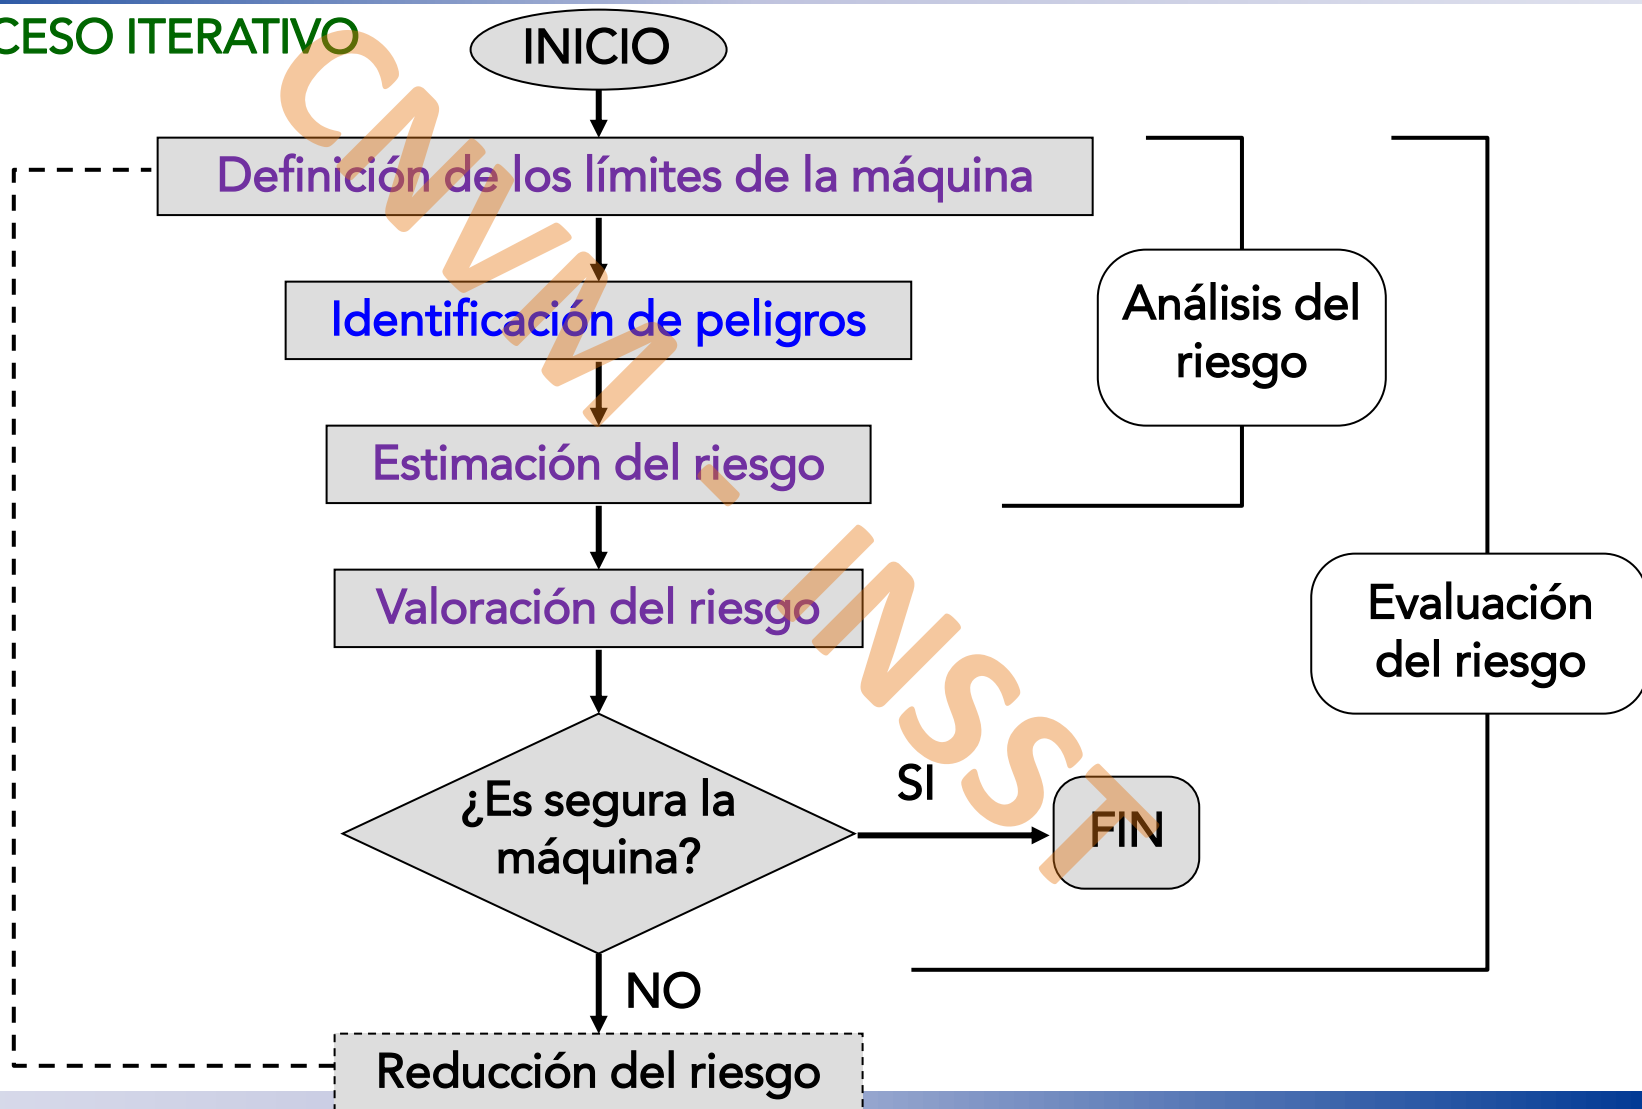 CESO ITERATIVO
INICIO
Definición de los límites de la máquina
Identificación de peligros
Análisis del
riesgo
Estimación del riesgo
Valoración del riesgo
Evaluación
del riesgo
¿Es segura la
máquina?
SI
FIN
NO
Reducción del riesgo
CNVM - INSST